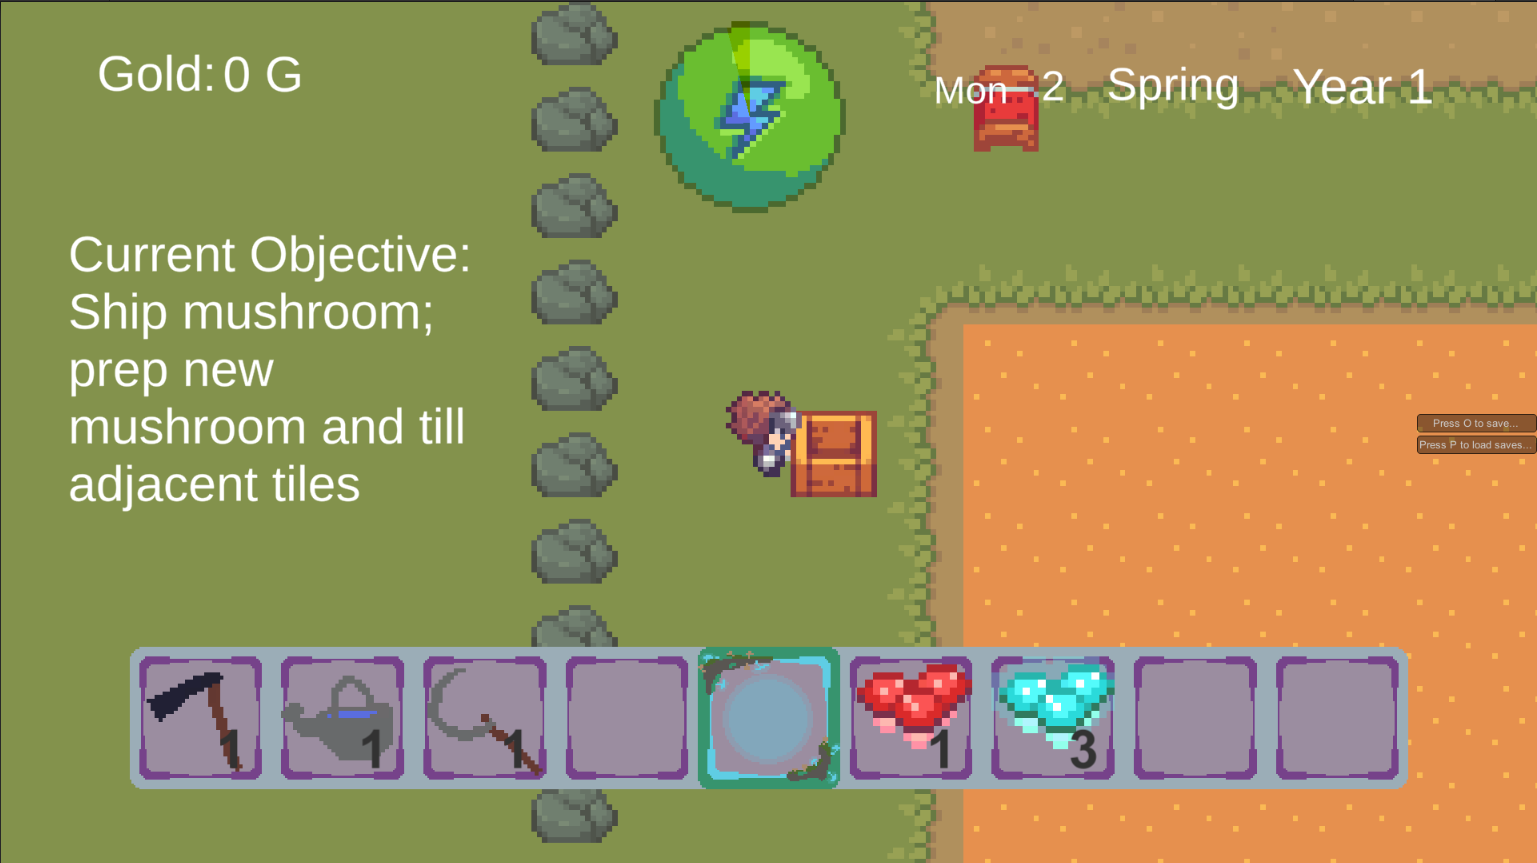 Gold: 0 G
Mon 2 Spring Year 1
Current Objective:
Ship mushroom;
prep new
mushroom and till
adjacent tiles
Press O to save...
Press P to load saves...
1 1 1 1 3